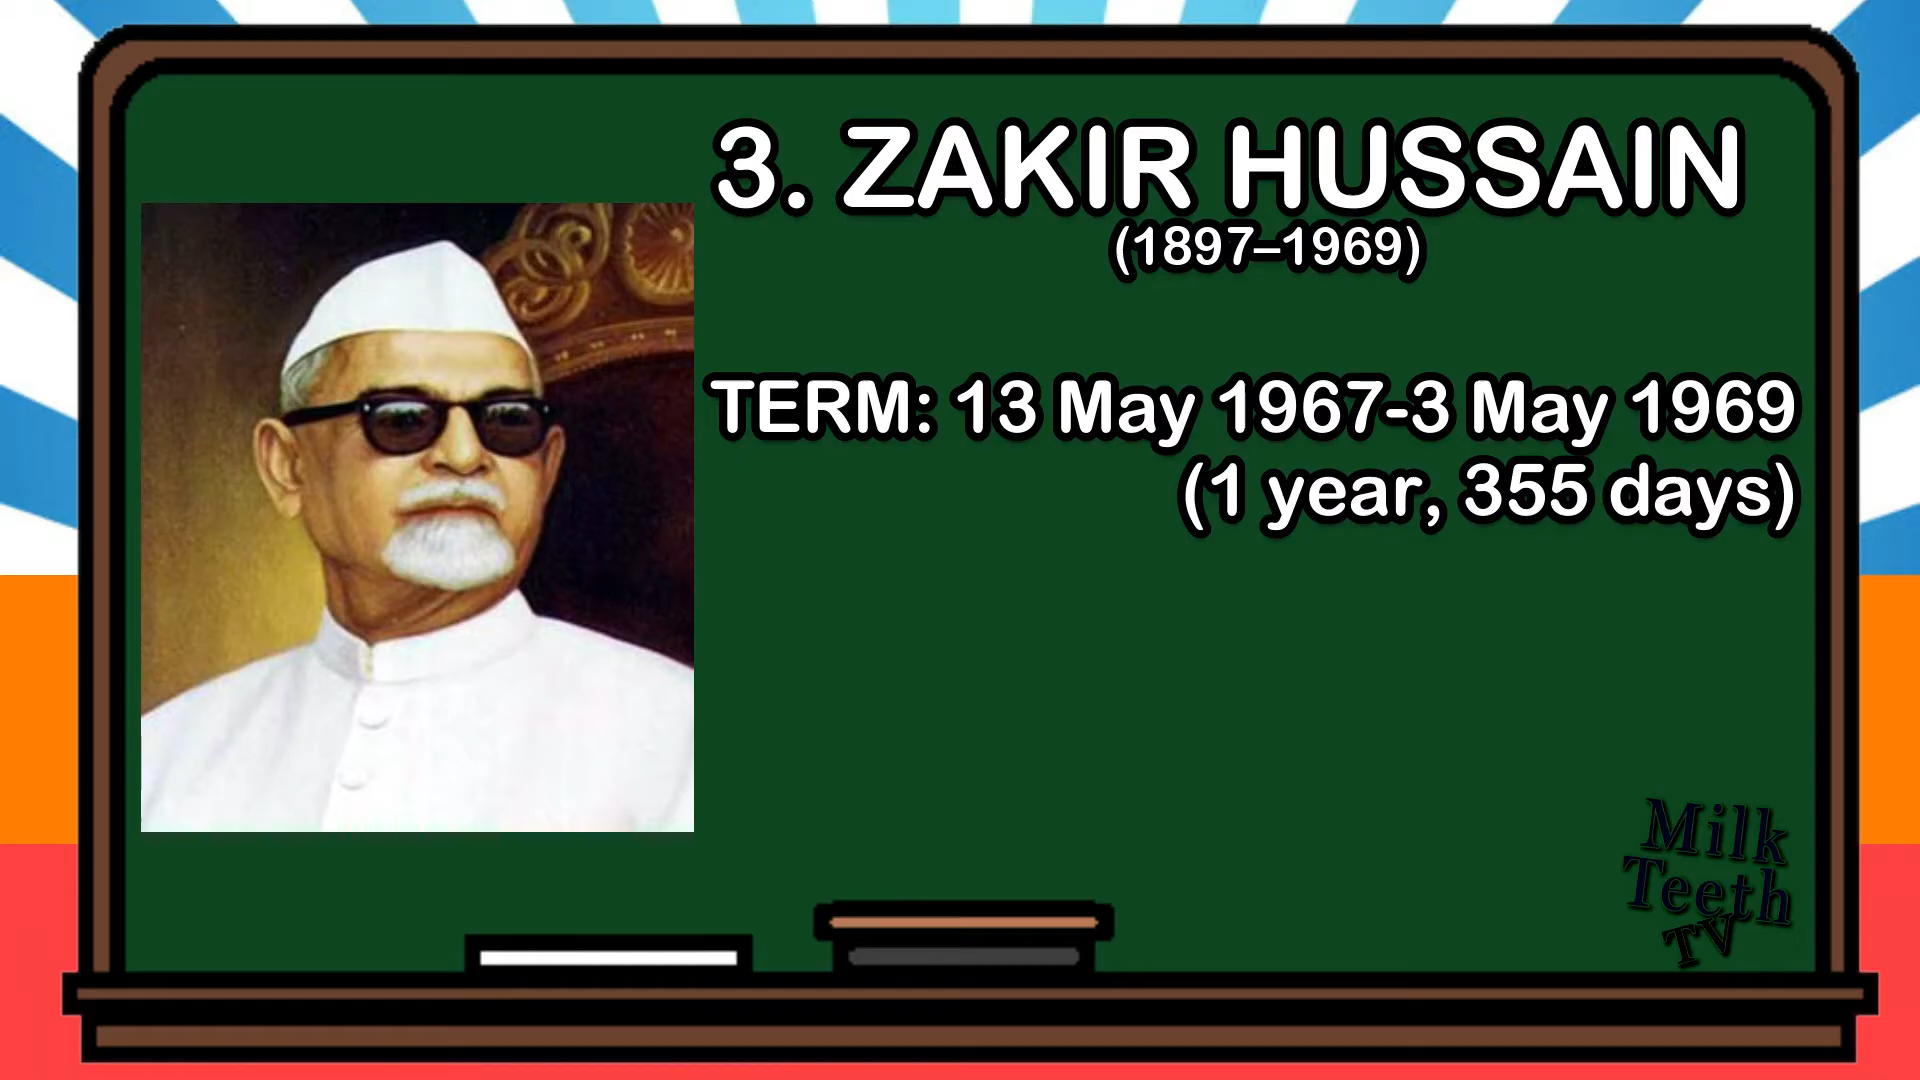 3. ZAKIR HUSSAIN
(1897–1969)
TERM: 13 May 1967-3 May 1969
(1 year, 355 days)
Milk
Teeth
TV